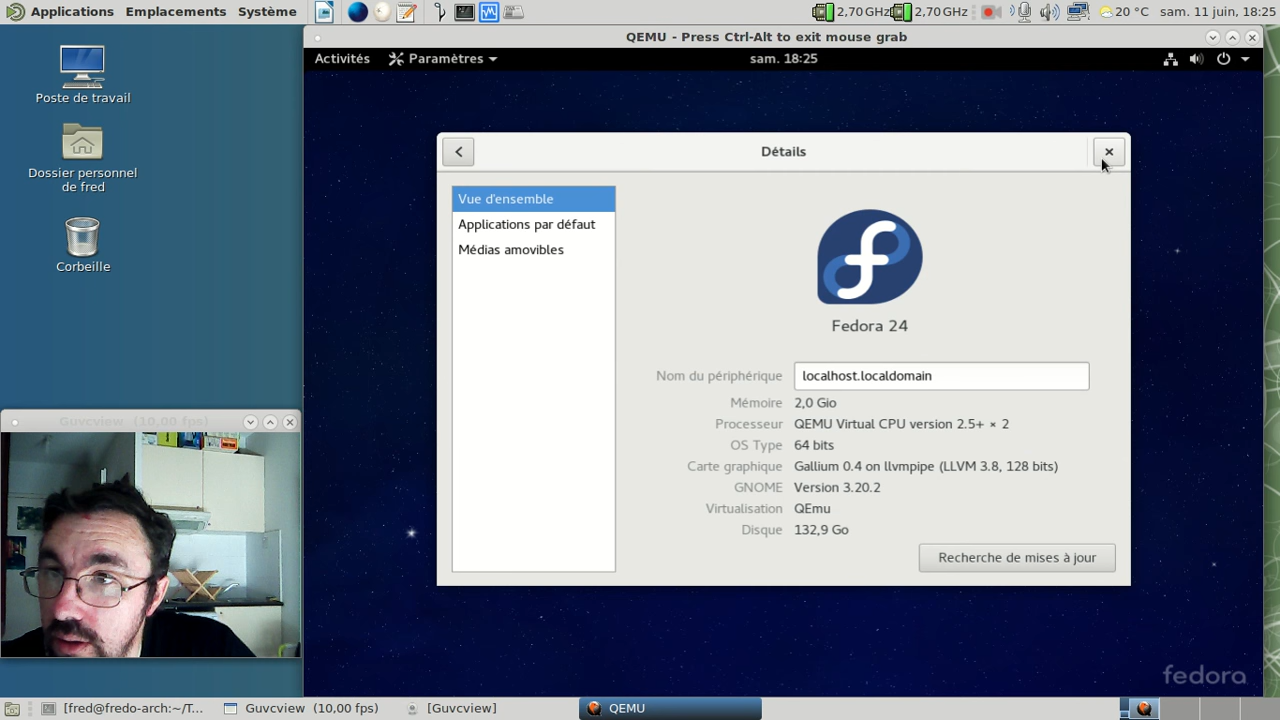 Applications Emplacements Système
2,70 GHz 2,70 GHz 20 °C sam. 11 juin, 18:25
Poste de travail
Dossier personnel
de fred
Corbeille
QEMU - Press Ctrl-Alt to exit mouse grab
Activités Paramètres sam. 18:25
Détails
Vue d'ensemble
Applications par défaut
Médias amovibles
Fedora 24
Nom du périphérique localhost.localdomain
Mémoire 2,0 Gio
Processeur QEMU Virtual CPU version 2.5+ × 2
OS Type 64 bits
Carte graphique Gallium 0.4 on llvmpipe (LLVM 3.8, 128 bits)
GNOME Version 3.20.2
Virtualisation QEmu
Disque 132,9 Go
Recherche de mises à jour
fedora
Guvcview (10,00 fps)
[fred@fredo-arch:~/T... Guvcview (10,00 fps) [Guvcview] QEMU